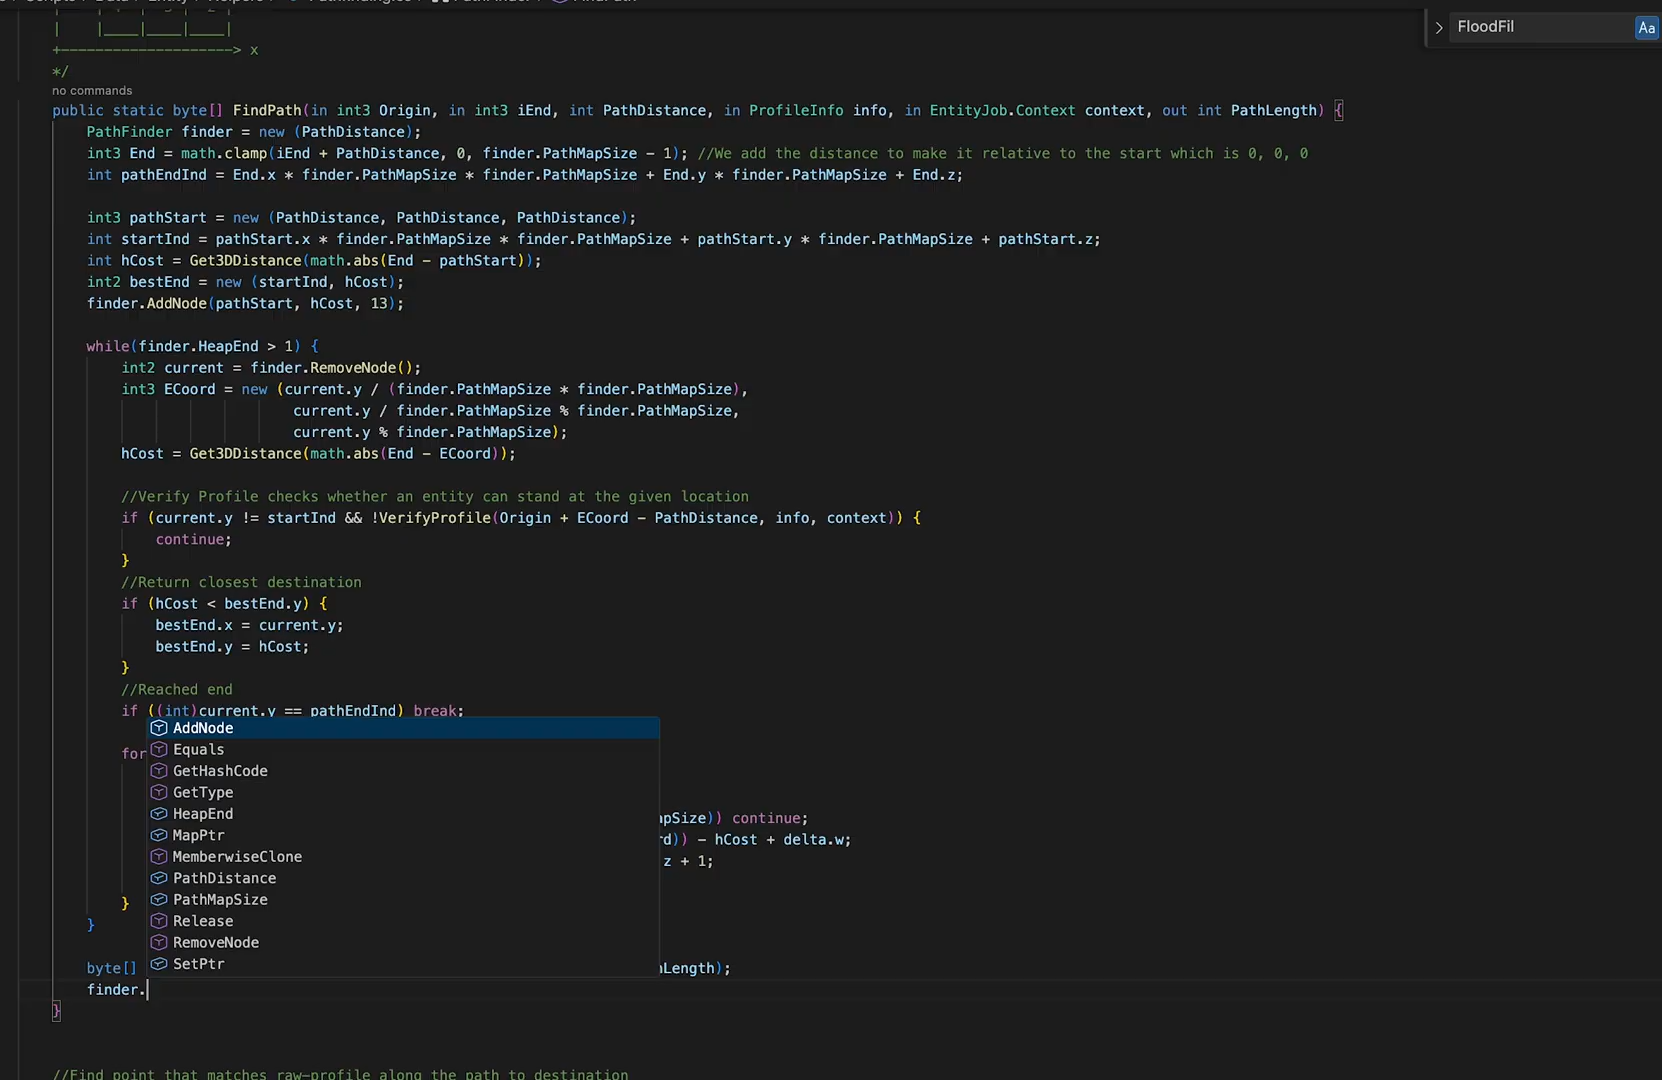 |    |____|____|____|
+--------------------> x
*/
no commands
public static byte[] FindPath(in int3 Origin, in int3 iEnd, int PathDistance, in ProfileInfo info, in EntityJob.Context context, out int PathLength) {
FloodFil
Aa
PathFinder finder = new (PathDistance);
int3 End = math.clamp(iEnd + PathDistance, 0, finder.PathMapSize - 1); //We add the distance to make it relative to the start which is 0, 0, 0
int pathEndInd = End.x * finder.PathMapSize * finder.PathMapSize + End.y * finder.PathMapSize + End.z;
int3 pathStart = new (PathDistance, PathDistance, PathDistance);
int startInd = pathStart.x * finder.PathMapSize * finder.PathMapSize + pathStart.y * finder.PathMapSize + pathStart.z;
int hCost = Get3DDistance(math.abs(End - pathStart));
int2 bestEnd = new (startInd, hCost);
finder.AddNode(pathStart, hCost, 13);
while(finder.HeapEnd > 1) {
int2 current = finder.RemoveNode();
int3 ECoord = new (current.y / (finder.PathMapSize * finder.PathMapSize),
current.y / finder.PathMapSize % finder.PathMapSize,
current.y % finder.PathMapSize);
hCost = Get3DDistance(math.abs(End - ECoord));
//Verify Profile checks whether an entity can stand at the given location
if (current.y != startInd && !VerifyProfile(Origin + ECoord - PathDistance, info, context)) {
continue;
}
//Return closest destination
if (hCost < bestEnd.y) {
bestEnd.x = current.y;
bestEnd.y = hCost;
}
//Reached end
if ((int)current.y == pathEndInd) break;
AddNode
for
Equals
GetHashCode
GetType
HeapEnd
apSize)) continue;
MapPtr
rd)) - hCost + delta.w;
MemberwiseClone
z + 1;
PathDistance
PathMapSize
}
Release
}
RemoveNode
SetPtr
byte[]
hLength);
finder.
}
//Find point that matches raw-profile along the path to destination